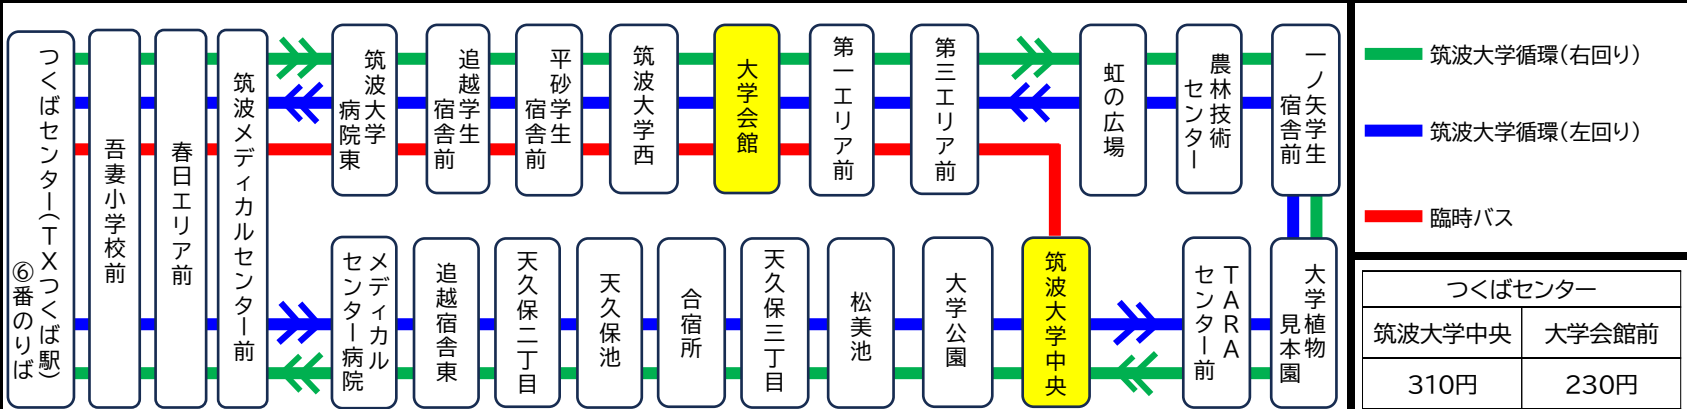 つくばセンター(TXつくば駅)
⑥番のりば
吾妻小学校前
春日エリア前
筑波メディカルセンター前
筑波大学
病院東
追越学生
宿舎前
平砂学生
宿舎前
筑波大学西
大学会館
第一エリア前
第三エリア前
虹の広場
農林技術
センター
一ノ矢学生
宿舎前
メディカル
センター病院
追越宿舎東
天久保二丁目
天久保池
合宿所
天久保三丁目
松美池
大学公園
筑波大学中央
TARA
センター前
大学植物
見本園
筑波大学循環(右回り)
筑波大学循環(左回り)
臨時バス
つくばセンター
筑波大学中央 大学会館前
310円 230円